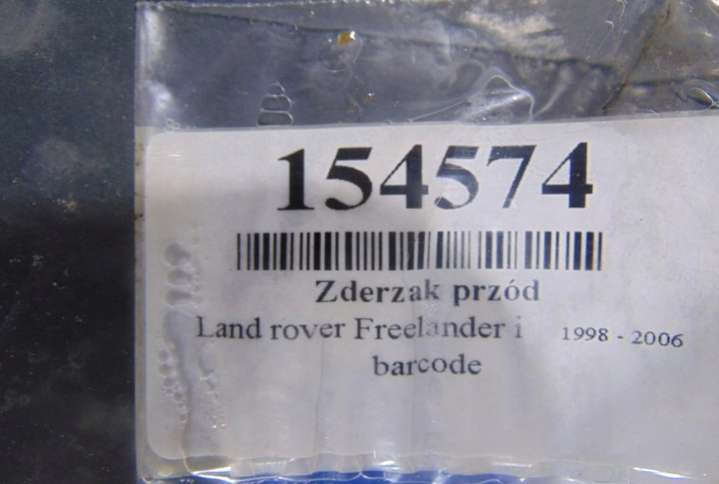 154574
Zderzak przód
Land rover Freelander i 1998 - 2006
barcode